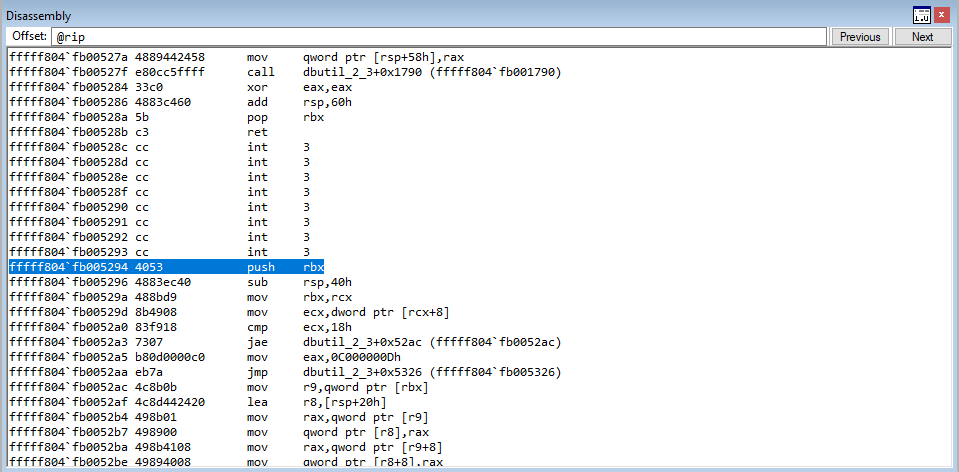 Disassembly
Offset: @rip Previous Next
fffff804`fb00527a 4889442458 mov qword ptr [rsp+58h],rax
fffff804`fb00527f e80cc5ffff call dbutil_2_3+0x1790 (fffff804`fb001790)
fffff804`fb005284 33c0 xor eax,eax
fffff804`fb005286 4883c460 add rsp,60h
fffff804`fb00528a 5b pop rbx
fffff804`fb00528b c3 ret
fffff804`fb00528c cc int 3
fffff804`fb00528d cc int 3
fffff804`fb00528e cc int 3
fffff804`fb00528f cc int 3
fffff804`fb005290 cc int 3
fffff804`fb005291 cc int 3
fffff804`fb005292 cc int 3
fffff804`fb005293 cc int 3
fffff804`fb005294 4053 push rbx
fffff804`fb005296 4883ec40 sub rsp,40h
fffff804`fb00529a 488bd9 mov rbx,rcx
fffff804`fb00529d 8b4908 mov ecx,dword ptr [rcx+8]
fffff804`fb0052a0 83f918 cmp ecx,18h
fffff804`fb0052a3 7307 jae dbutil_2_3+0x52ac (fffff804`fb0052ac)
fffff804`fb0052a5 b80d0000c0 mov eax,0C000000Dh
fffff804`fb0052aa eb7a jmp dbutil_2_3+0x5326 (fffff804`fb005326)
fffff804`fb0052ac 4c8b0b mov r9,qword ptr [rbx]
fffff804`fb0052af 4c8d442420 lea r8,[rsp+20h]
fffff804`fb0052b4 498b01 mov rax,qword ptr [r9]
fffff804`fb0052b7 498900 mov qword ptr [r8],rax
fffff804`fb0052ba 498b4108 mov rax,qword ptr [r9+8]
fffff804`fb0052be 49894008 mov qword ptr [r8+8],rax